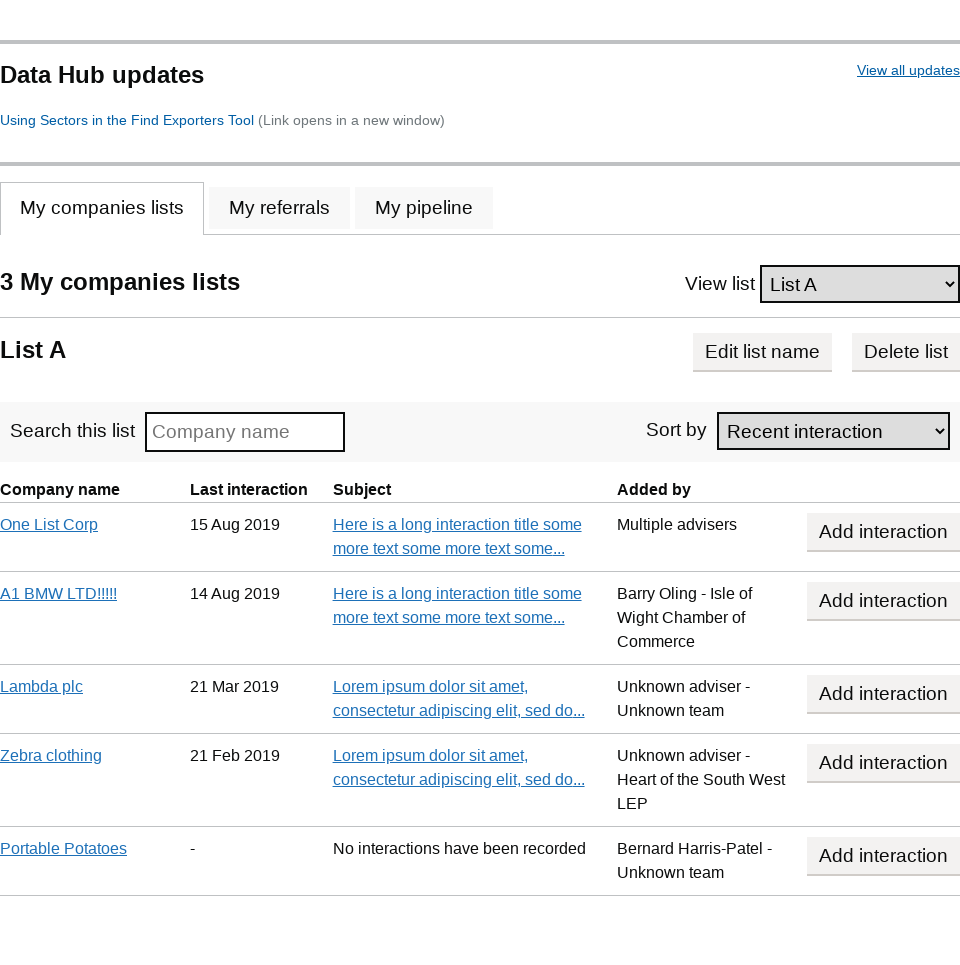 Data Hub updates
View all updates
Using Sectors in the Find Exporters Tool (Link opens in a new window)
My companies lists
My referrals
My pipeline
3 My companies lists
View list
List A
List A
Edit list name
Delete list
Search this list
Company name
Sort by
Recent interaction
Company name
Last interaction
Subject
Added by
One List Corp
15 Aug 2019
Here is a long interaction title some
more text some more text some...
Multiple advisers
Add interaction
A1 BMW LTD!!!!!
14 Aug 2019
Here is a long interaction title some
more text some more text some...
Barry Oling - Isle of
Wight Chamber of
Commerce
Add interaction
Lambda plc
21 Mar 2019
Lorem ipsum dolor sit amet,
consectetur adipiscing elit, sed do...
Unknown adviser -
Unknown team
Add interaction
Zebra clothing
21 Feb 2019
Lorem ipsum dolor sit amet,
consectetur adipiscing elit, sed do...
Unknown adviser -
Heart of the South West
LEP
Add interaction
Portable Potatoes
-
No interactions have been recorded
Bernard Harris-Patel -
Unknown team
Add interaction